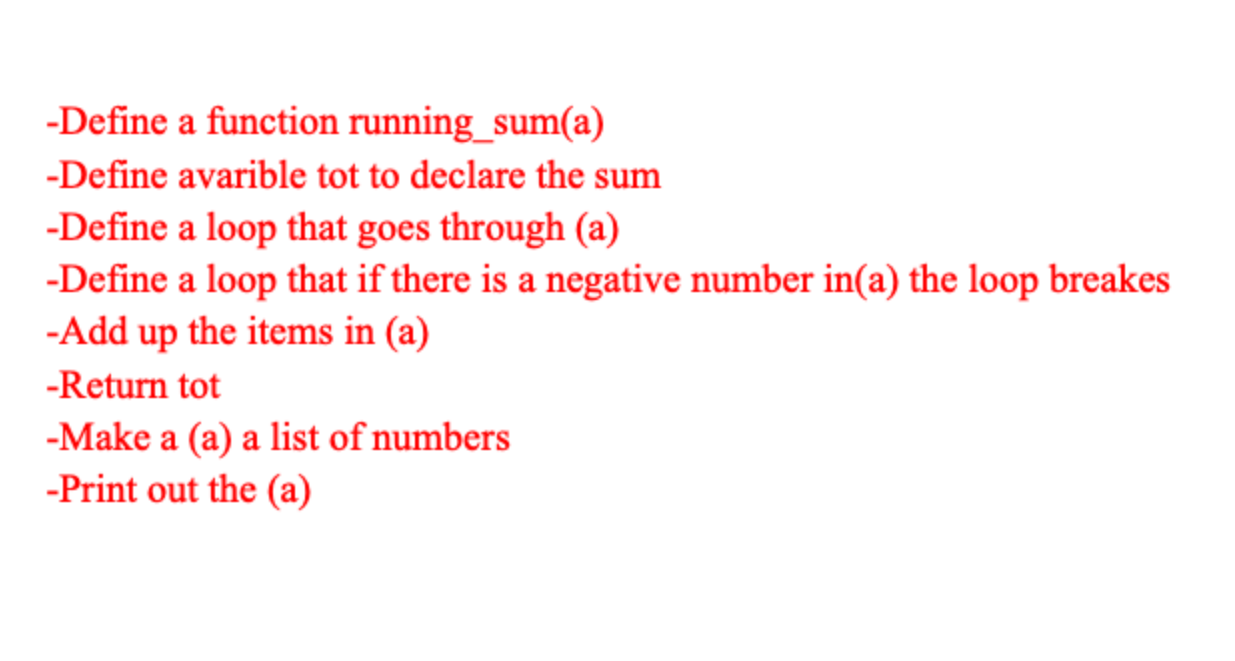 -Define a function running_sum(a)
-Define avarible tot to declare the sum
-Define a loop that goes through (a)
-Define a loop that if there is a negative number in(a) the loop breakes
-Add up the items in (a)
-Return tot
-Make a (a) a list of numbers
-Print out the (a)